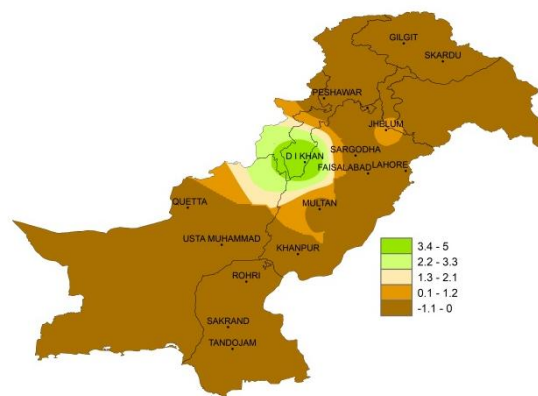 GILGIT
SKARDU
PESHAWAR
JHELUM
SARGODHA
D I KHAN
FAISALABAD
LAHORE
QUETTA
MULTAN
USTA MUHAMMAD
KHANPUR
ROHRI
SAKRAND
TANDOJAM
3.4 - 5
2.2 - 3.3
1.3 - 2.1
0.1 - 1.2
-1.1 - 0